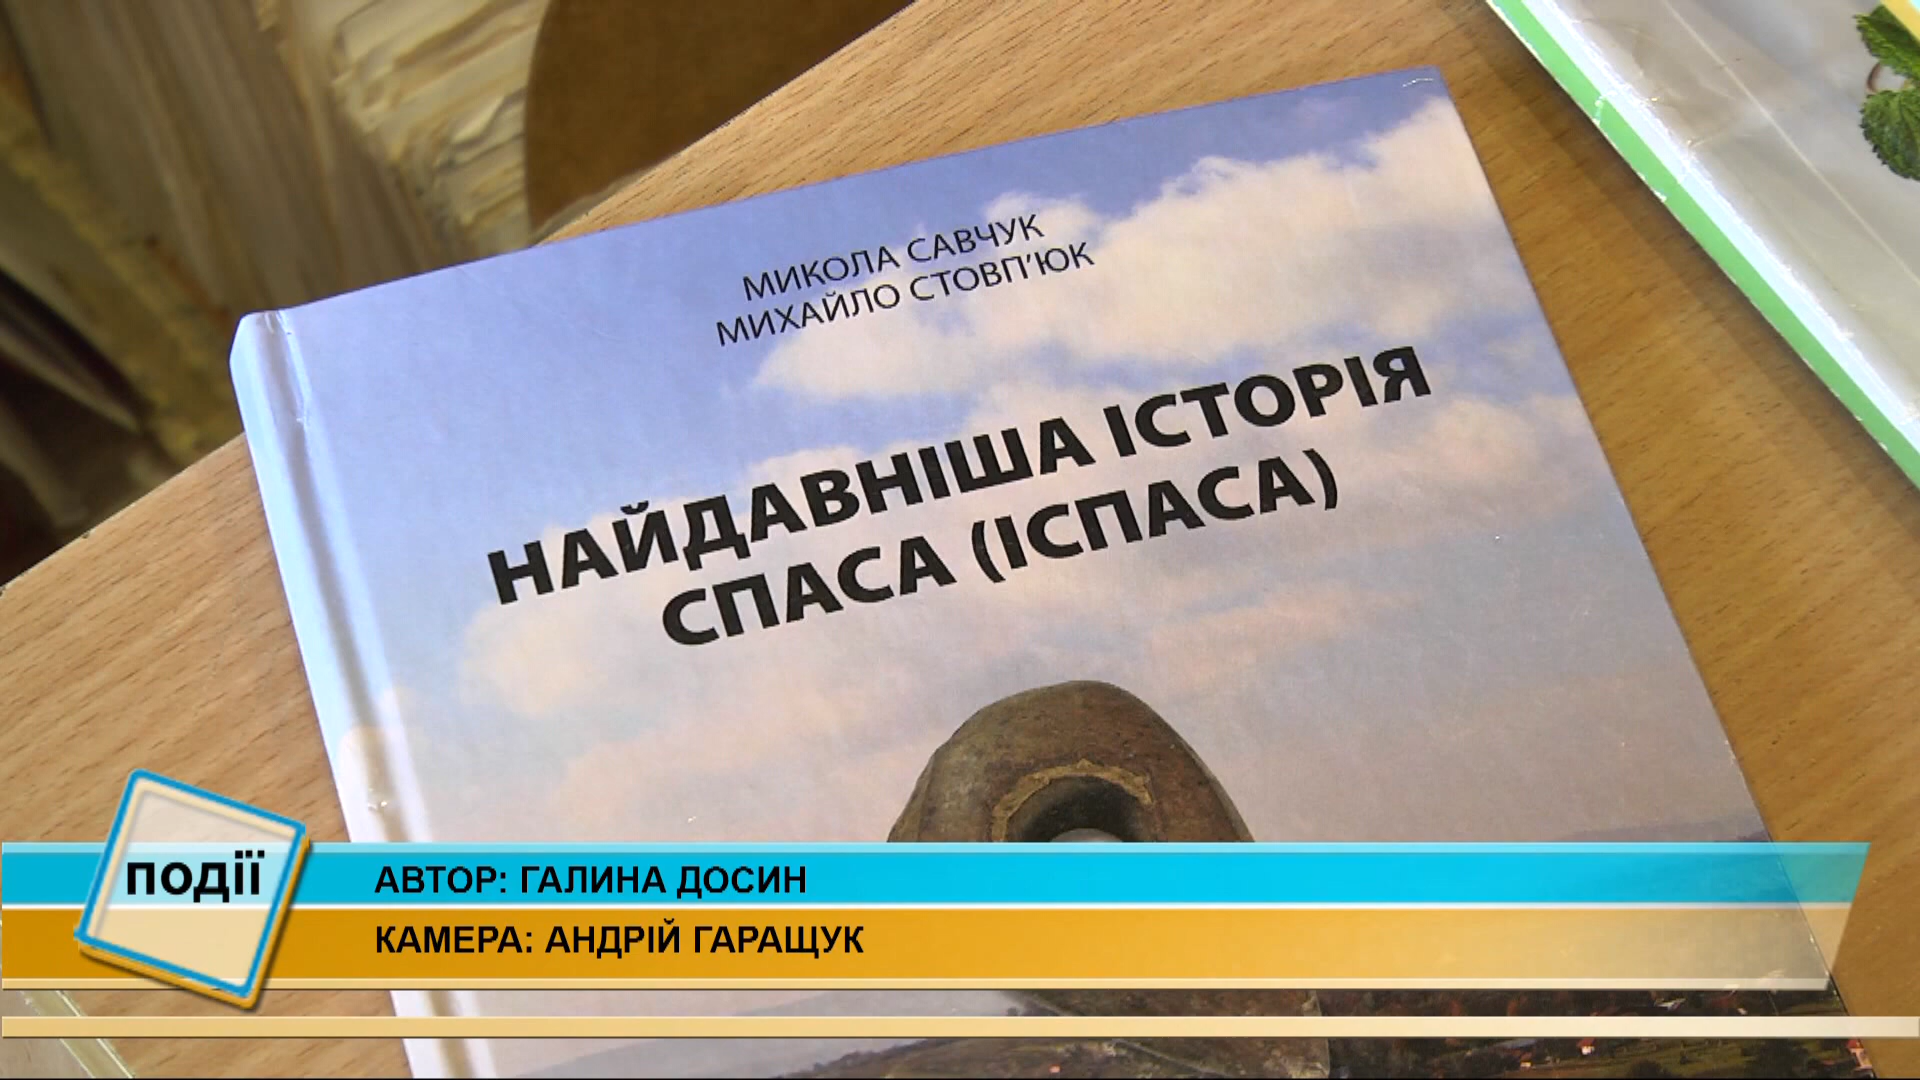 МИКОЛА САВЧУК
МИХАЙЛО СТОВП'ЮК
НАЙДАВНІША ІСТОРІЯ
СПАСА (ІСПАСА)
події
АВТОР: ГАЛИНА ДОСИН
КАМЕРА: АНДРІЙ ГАРАЩУК